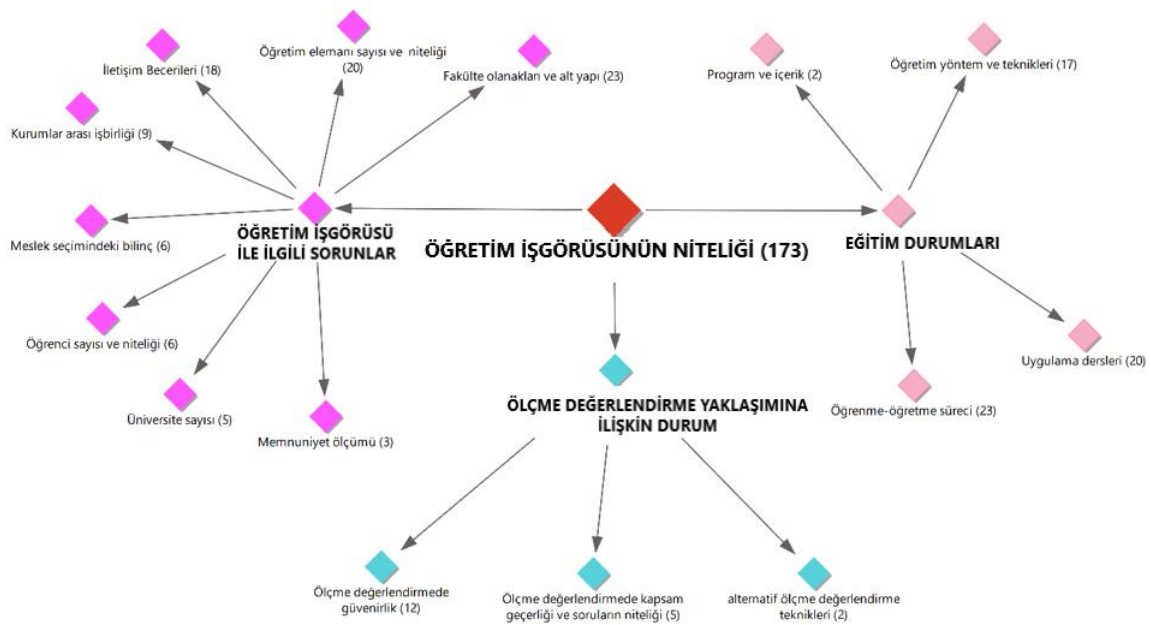 Öğretim elemanı sayısı ve niteliği
(20)
İletişim Becerileri (18)
Fakülte olanakları ve alt yapı (23)
Program ve içerik (2)
Öğretim yöntem ve teknikleri (17)
Kurumlar arası işbirliği (9)
Meslek seçimindeki bilinç (6)
ÖĞRETİM İŞGÖRÜSÜ
İLE İLGİLİ SORUNLAR
ÖĞRETİM İŞGÖRÜSÜNÜN NİTELİĞİ (173)
EĞİTİM DURUMLARI
Öğrenci sayısı ve niteliği (6)
Üniversite sayısı (5)
Memnuniyet ölçümü (3)
Uygulama dersleri (20)
Öğrenme-öğretme süreci (23)
ÖLÇME DEĞERLENDİRME YAKLAŞIMINA
İLİŞKİN DURUM
Ölçme değerlendirmede
güvenirlik (12)
Ölçme değerlendirmede kapsam
geçerliği ve soruların niteliği (5)
alternatif ölçme değerlendirme
teknikleri (2)